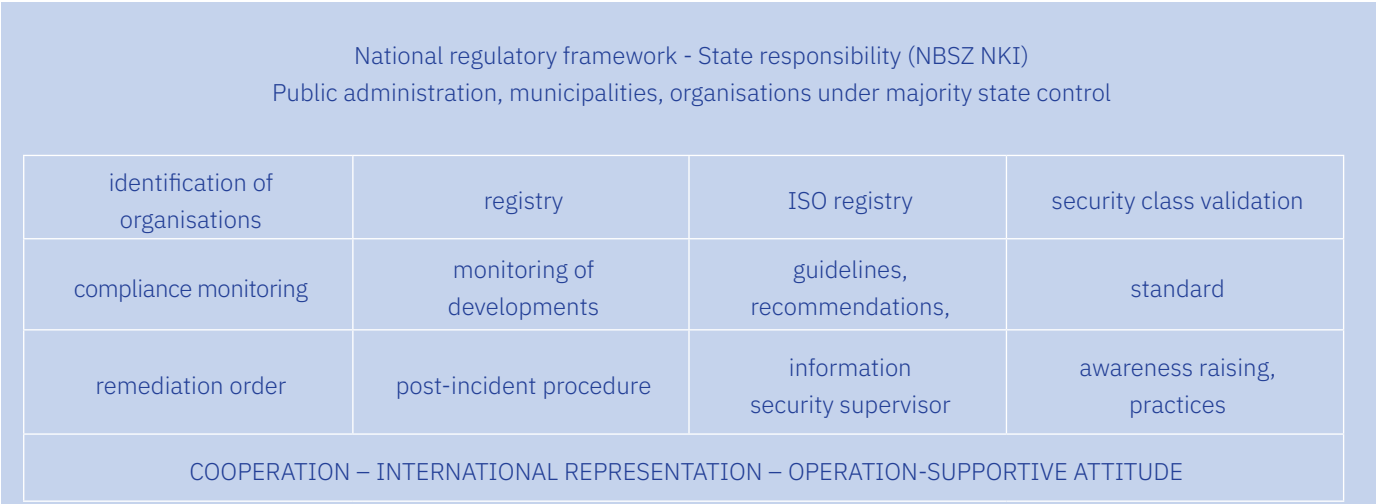 National regulatory framework - State responsibility (NBSZ NKI)
Public administration, municipalities, organisations under majority state control
identification of
organisations
registry
ISO registry
security class validation
compliance monitoring
monitoring of
developments
guidelines,
recommendations,
standard
remediation order
post-incident procedure
information
security supervisor
awareness raising,
practices
COOPERATION – INTERNATIONAL REPRESENTATION – OPERATION-SUPPORTIVE ATTITUDE